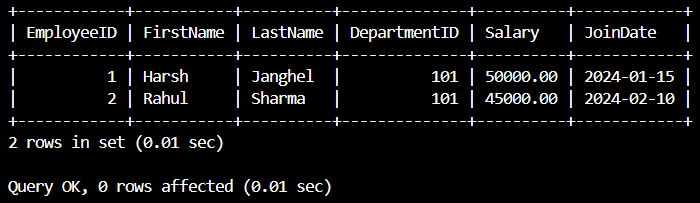 +------------+-----------+----------+--------------+----------+------------+
| EmployeeID | FirstName | LastName | DepartmentID | Salary   | JoinDate   |
+------------+-----------+----------+--------------+----------+------------+
|          1 | Harsh     | Janghel  |          101 | 50000.00 | 2024-01-15 |
|          2 | Rahul     | Sharma   |          101 | 45000.00 | 2024-02-10 |
+------------+-----------+----------+--------------+----------+------------+
2 rows in set (0.01 sec)
Query OK, 0 rows affected (0.01 sec)